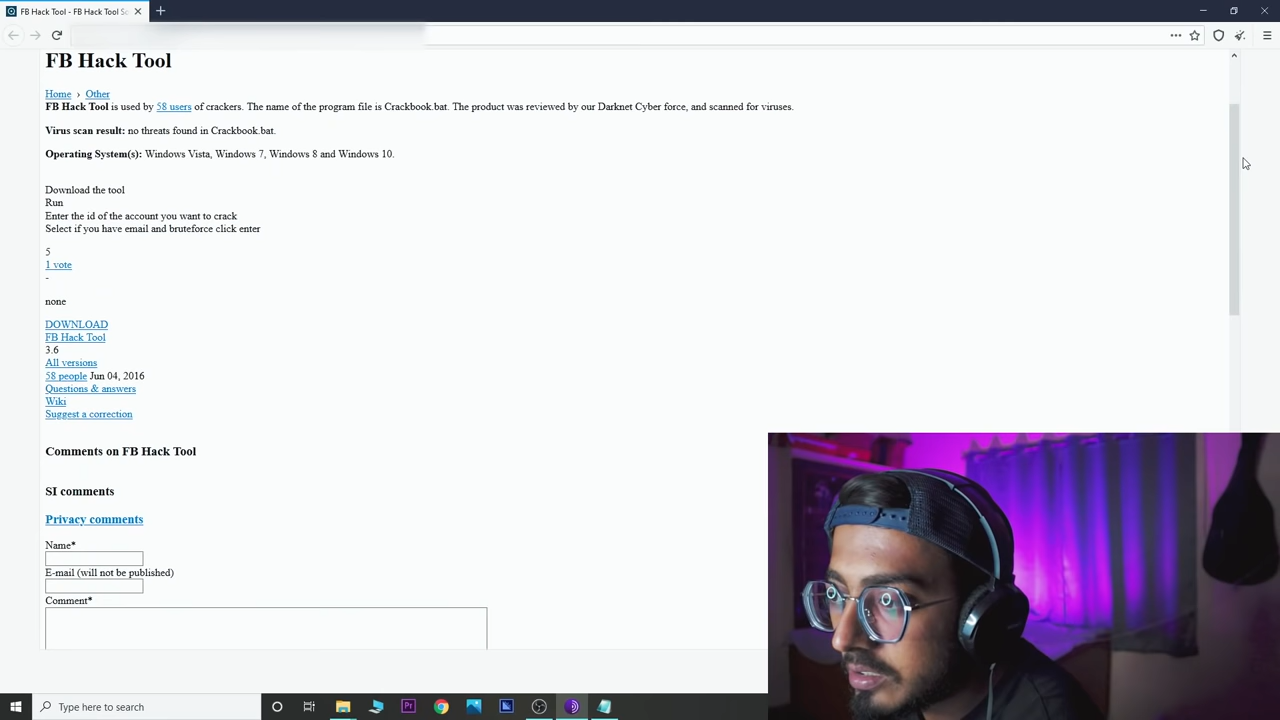 FB Hack Tool - FB Hack Tool So
FB Hack Tool
Home › Other
FB Hack Tool is used by 58 users of crackers. The name of the program file is Crackbook.bat. The product was reviewed by our Darknet Cyber force, and scanned for viruses.
Virus scan result: no threats found in Crackbook.bat.
Operating System(s): Windows Vista, Windows 7, Windows 8 and Windows 10.
Download the tool
Run
Enter the id of the account you want to crack
Select if you have email and bruteforce click enter
5
1 vote
-
none
DOWNLOAD
FB Hack Tool
3.6
All versions
58 people Jun 04, 2016
Questions & answers
Wiki
Suggest a correction
Comments on FB Hack Tool
SI comments
Privacy comments
Name*
E-mail (will not be published)
Comment*
Type here to search